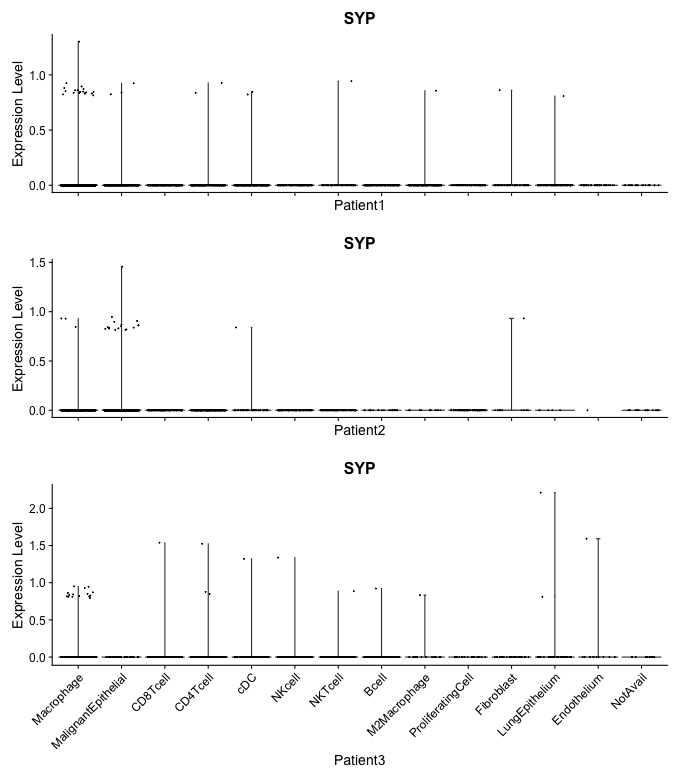 SYP
Expression Level
1.0
0.5
0.0
Patient1
SYP
Expression Level
1.5
1.0
0.5
0.0
Patient2
SYP
Expression Level
2.0
1.5
1.0
0.5
0.0
Macrophage
MalignantEpithelial
CD8Tcell
CD4Tcell
cDC
NKcell
NKTcell
Bcell
M2Macrophage
ProliferatingCell
Fibroblast
LungEpithelium
Endothelium
NotAvail
Patient3